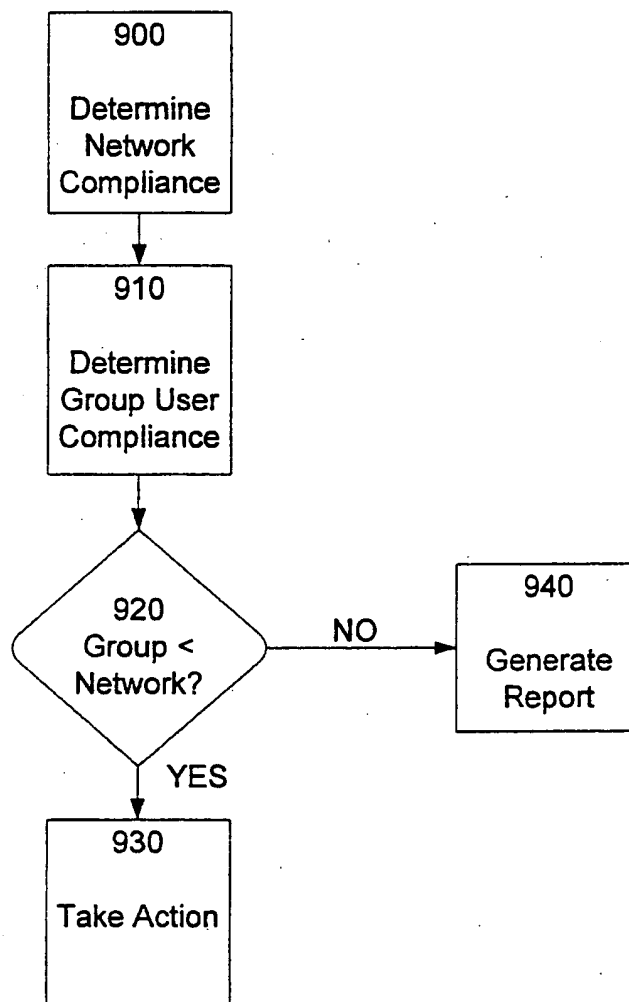 900
Determine
Network
Compliance
910
Determine
Group User
Compliance
920
Group <
Network?
NO
940
Generate
Report
YES
930
Take Action